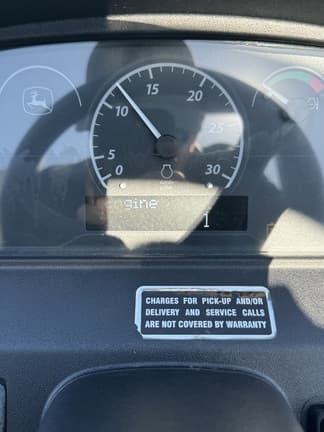 15
10
20
5
25
0
30
engine
1
CHARGES FOR PICK-UP AND/OR
DELIVERY AND SERVICE CALLS
ARE NOT COVERED BY WARRANTY